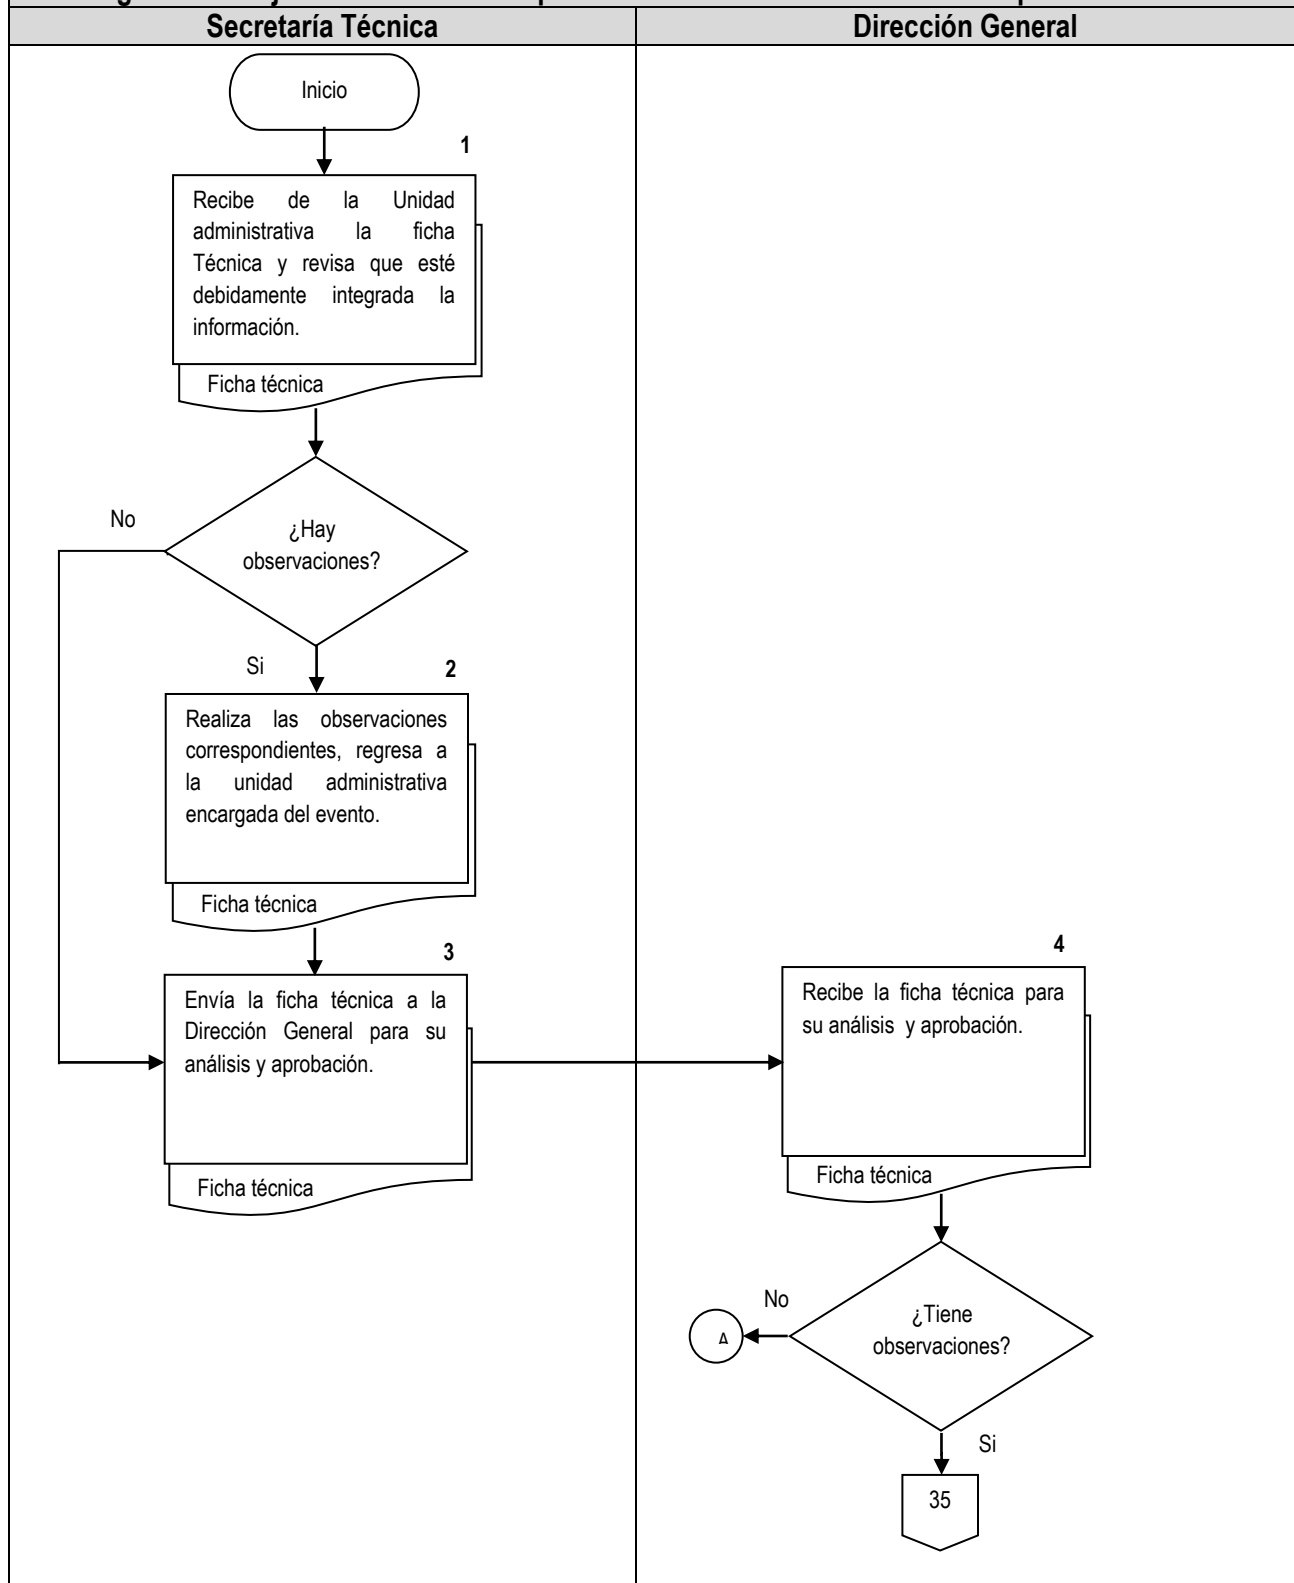 Secretaría Técnica
Dirección General
Inicio
1
Recibe de la Unidad
administrativa la ficha
Técnica y revisa que esté
debidamente integrada la
información.
Ficha técnica
¿Hay
observaciones?
No
Si
2
Realiza las observaciones
correspondientes, regresa a
la unidad administrativa
encargada del evento.
Ficha técnica
3
Envía la ficha técnica a la
Dirección General para su
análisis y aprobación.
Ficha técnica
4
Recibe la ficha técnica para
su análisis y aprobación.
Ficha técnica
¿Tiene
observaciones?
No
A
Si
35